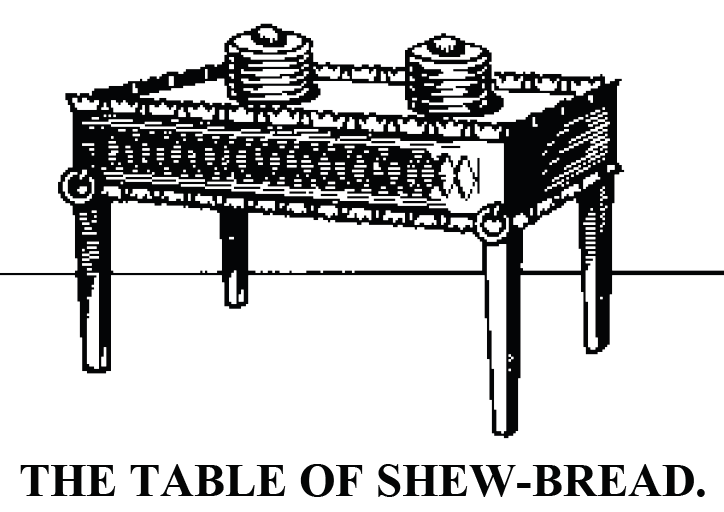 THE TABLE OF SHEW-BREAD.